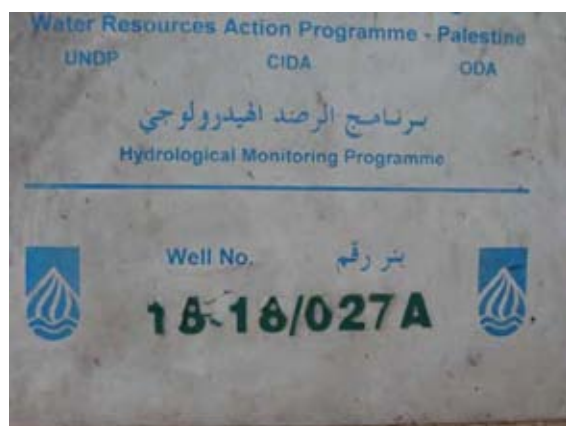 Water Resources Action Programme - Palestine
UNDP CIDA ODA
برنامج الرصد الهيدرولوجي
Hydrological Monitoring Programme
Well No. بئر رقم
18-18/027A